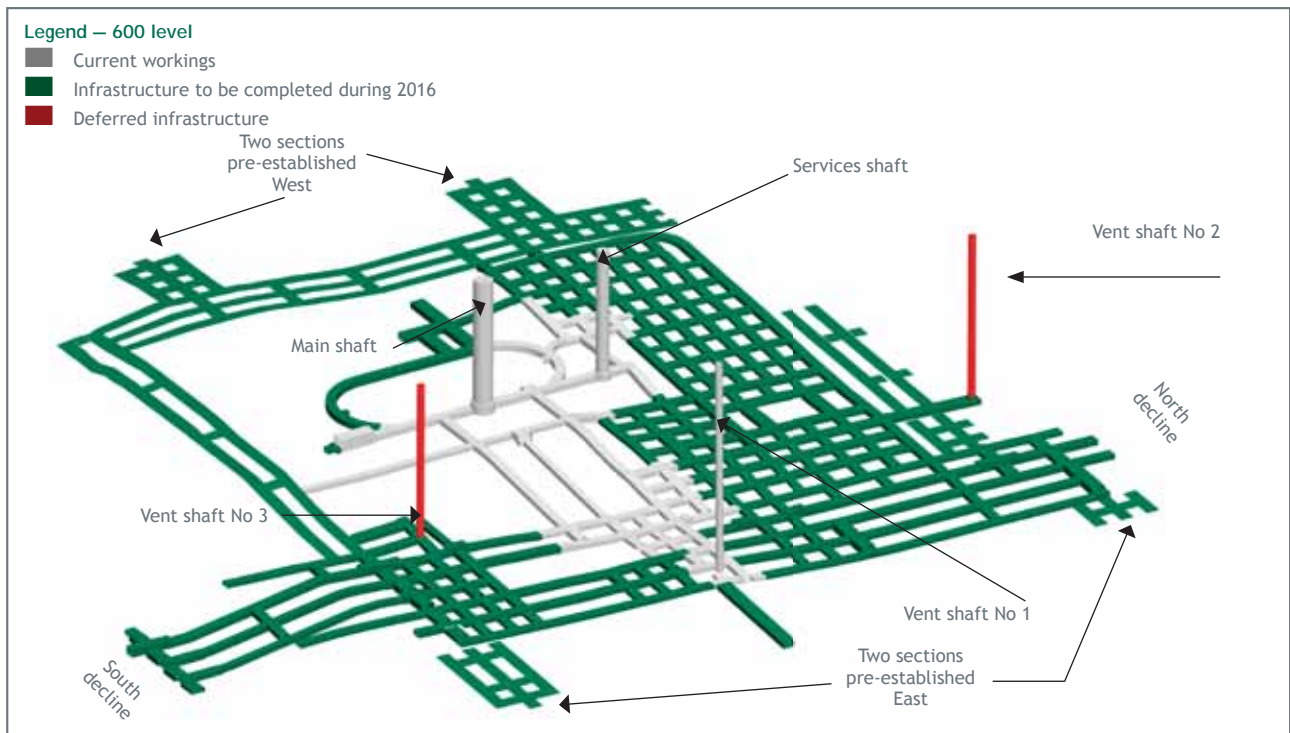 Legend — 600 level
Current workings
Infrastructure to be completed during 2016
Deferred infrastructure
Two sections
pre-established
West
Services shaft
Vent shaft No 2
Main shaft
North
decline
Vent shaft No 3
Vent shaft No 1
Two sections
pre-established
East
South
decline